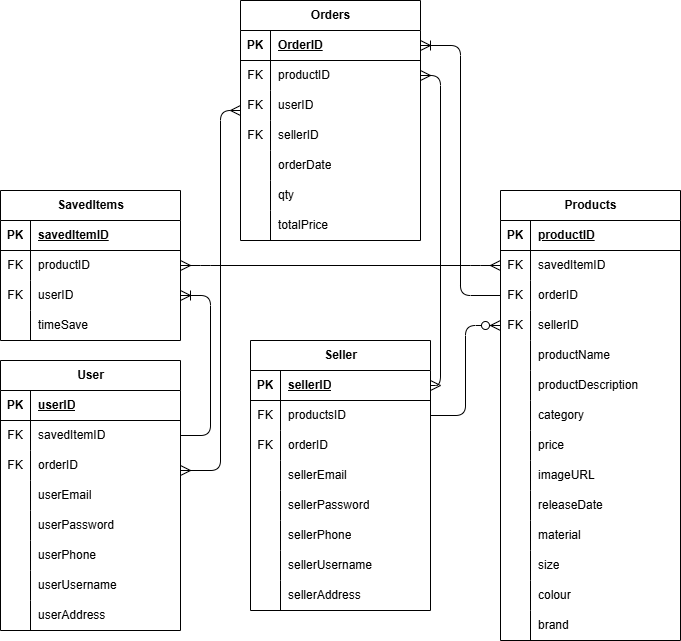 Orders
PK OrderID
FK productID
FK userID
FK sellerID
orderDate
qty
totalPrice
SavedItems
PK savedItemID
FK productID
FK userID
timeSave
Products
PK productID
FK savedItemID
FK orderID
FK sellerID
productName
productDescription
category
price
imageURL
releaseDate
material
size
colour
brand
User
PK userID
FK savedItemID
FK orderID
userEmail
userPassword
userPhone
userUsername
userAddress
Seller
PK sellerID
FK productsID
FK orderID
sellerEmail
sellerPassword
sellerPhone
sellerUsername
sellerAddress